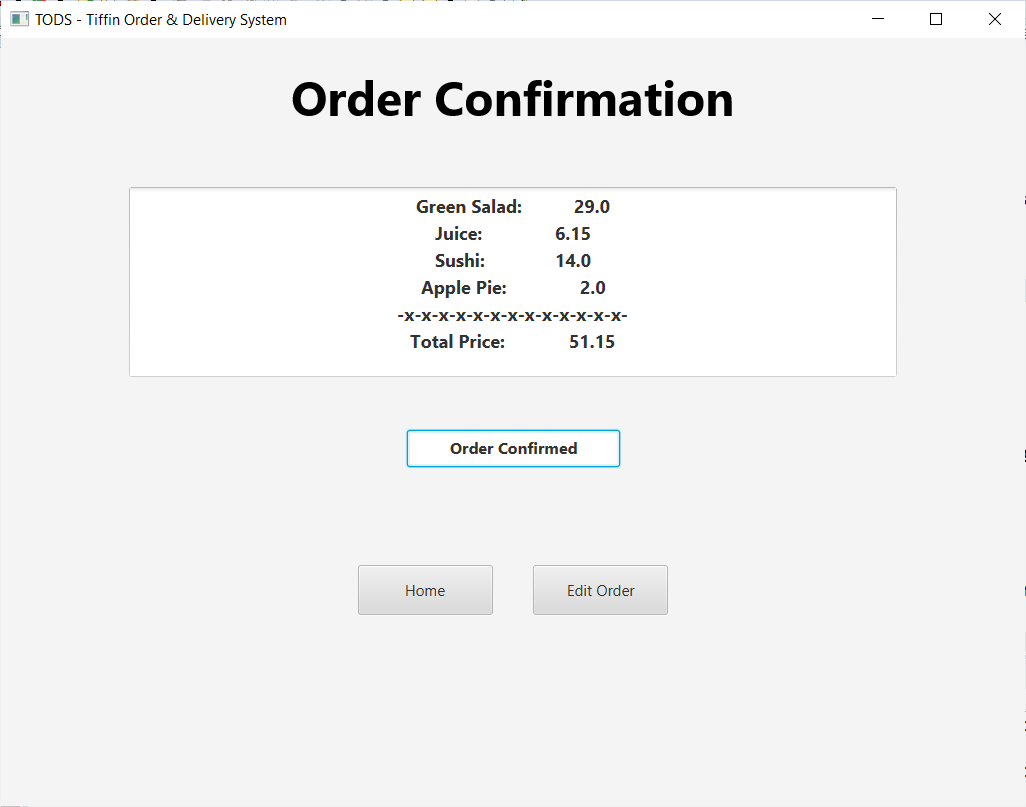 TODS - Tiffin Order & Delivery System
Order Confirmation
Green Salad: 29.0
Juice: 6.15
Sushi: 14.0
Apple Pie: 2.0
-x-x-x-x-x-x-x-x-x-x-x-x-x-
Total Price: 51.15
Order Confirmed
Home Edit Order